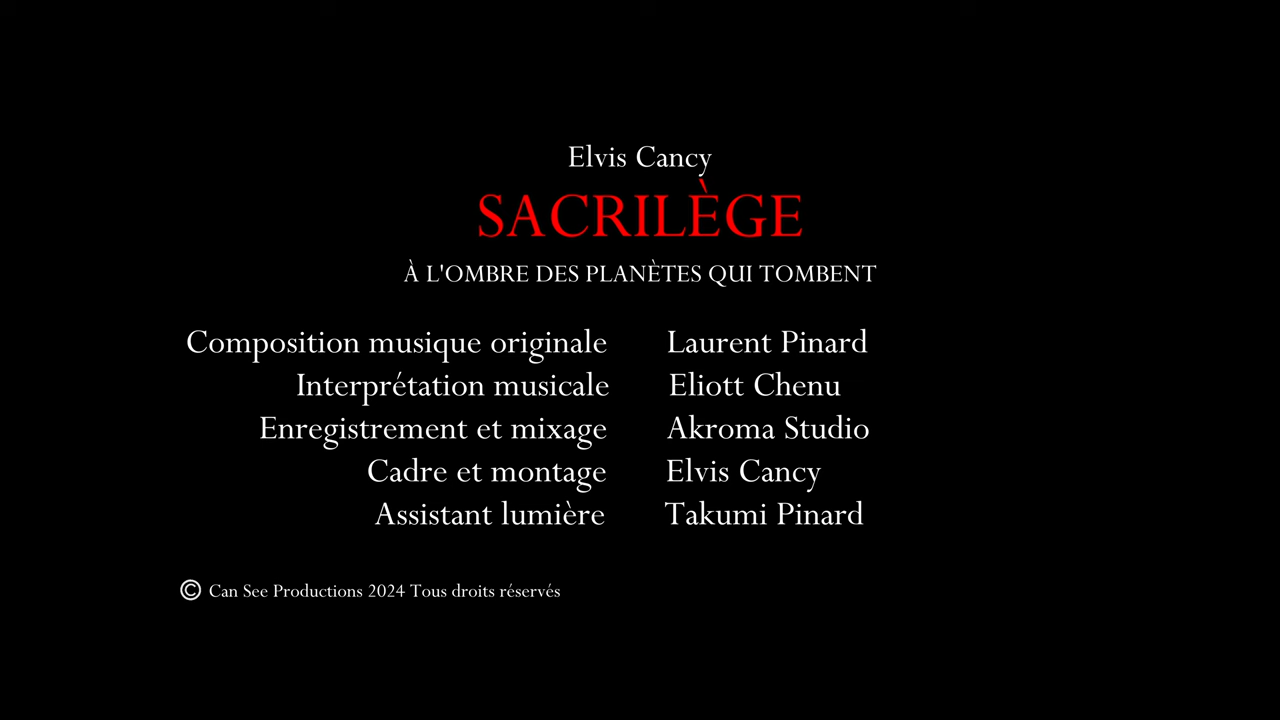 Elvis Cancy
SACRILÈGE
À L'OMBRE DES PLANÈTES QUI TOMBENT
Composition musique originale Laurent Pinard
Interprétation musicale Eliott Chenu
Enregistrement et mixage Akroma Studio
Cadre et montage Elvis Cancy
Assistant lumière Takumi Pinard
© Can See Productions 2024 Tous droits réservés